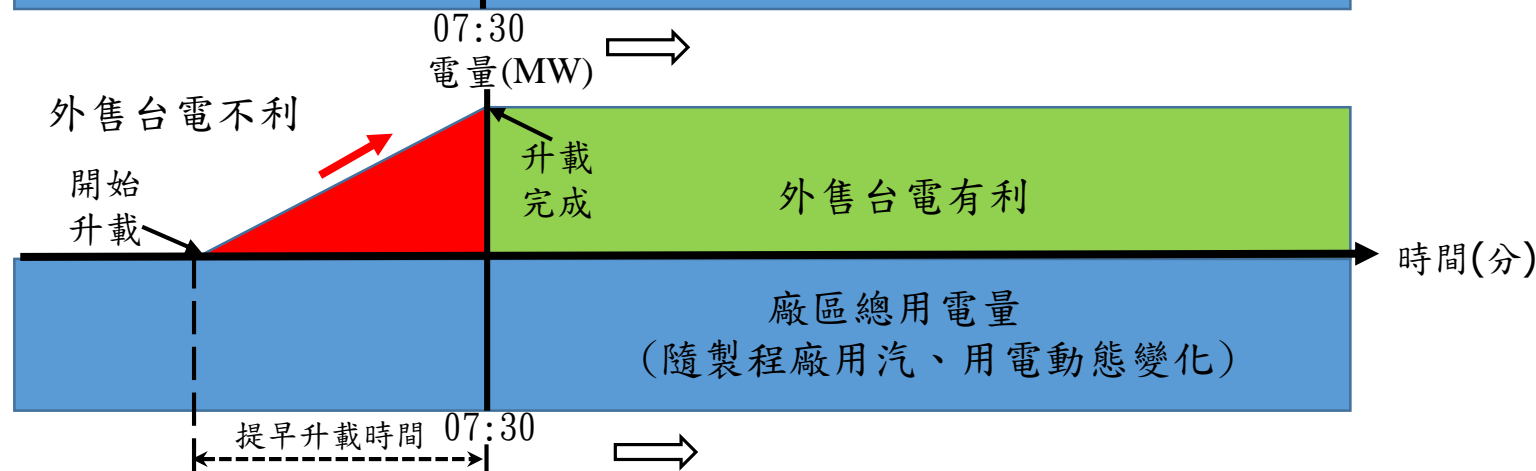 07:30
電量(MW)
外售台電不利
開始
升載
升載
完成
外售台電有利
時間(分)
廠區總用電量
(隨製程廠用汽、用電動態變化)
提早升載時間
07:30